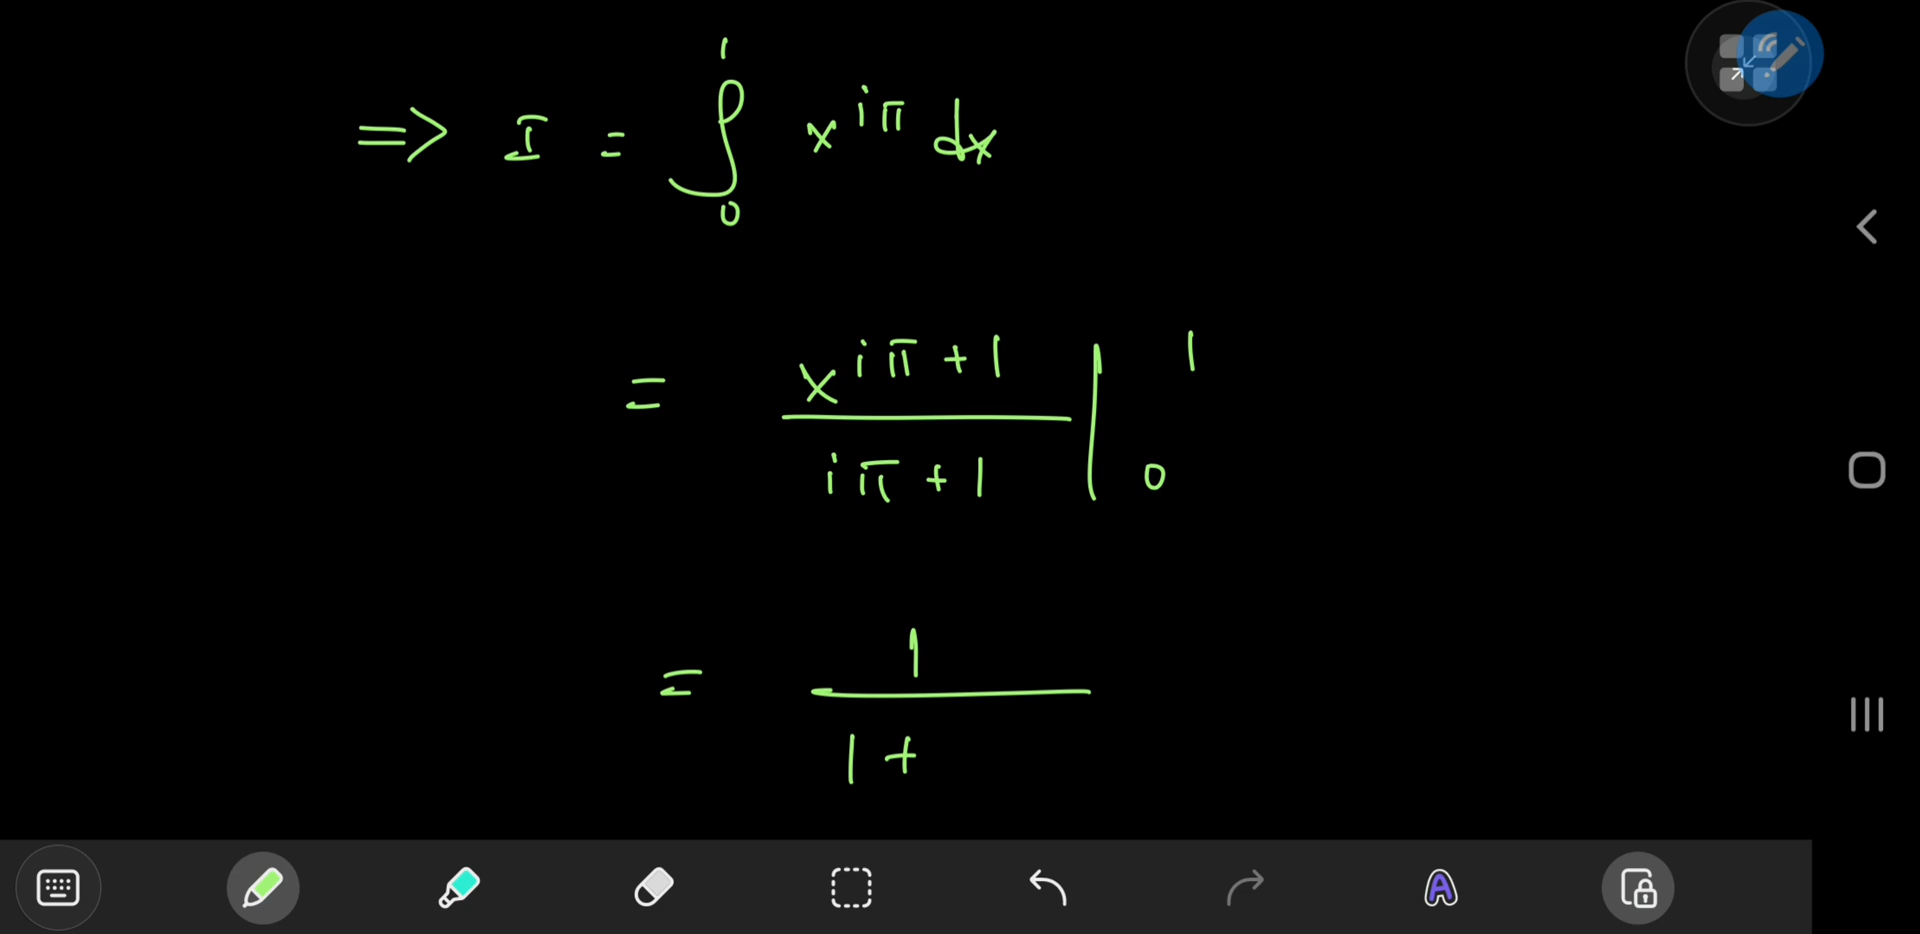 => I = ∫₀¹ x^{iπ} dx
= x^{iπ+1} / (iπ+1) |₀¹
= 1 / (1+